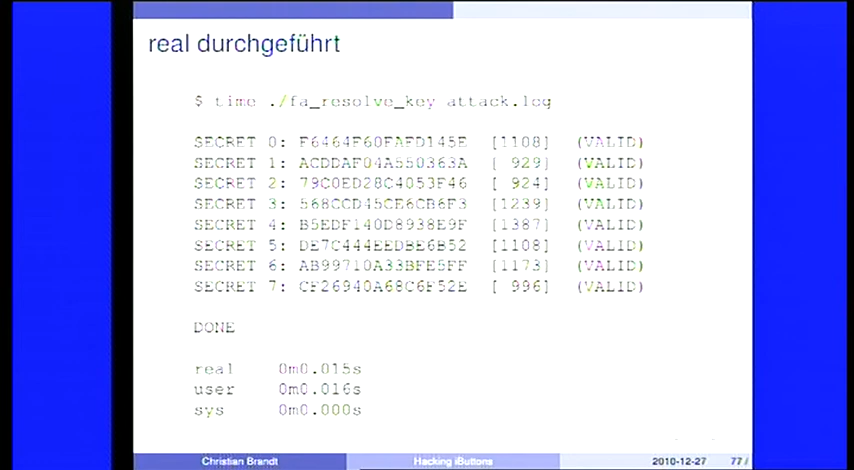 real durchgeführt
$ time ./fa_resolve_key attack.log
SECRET 0: F6464F60FAFD145E [1108] (VALID)
SECRET 1: ACDDAF04A550363A [ 929] (VALID)
SECRET 2: 79C0ED28C4053F46 [ 924] (VALID)
SECRET 3: 568CCD45CE6CB6F3 [1239] (VALID)
SECRET 4: B5EDF140D8938E9F [1387] (VALID)
SECRET 5: DE7C444EEDBE6B52 [1108] (VALID)
SECRET 6: AB99710A33BFE5FF [1173] (VALID)
SECRET 7: CF26940A68C6F52E [ 996] (VALID)
DONE
real 0m0.015s
user 0m0.016s
sys 0m0.000s
Christian Brandt Hacking iButtons 2010-12-27 77 /